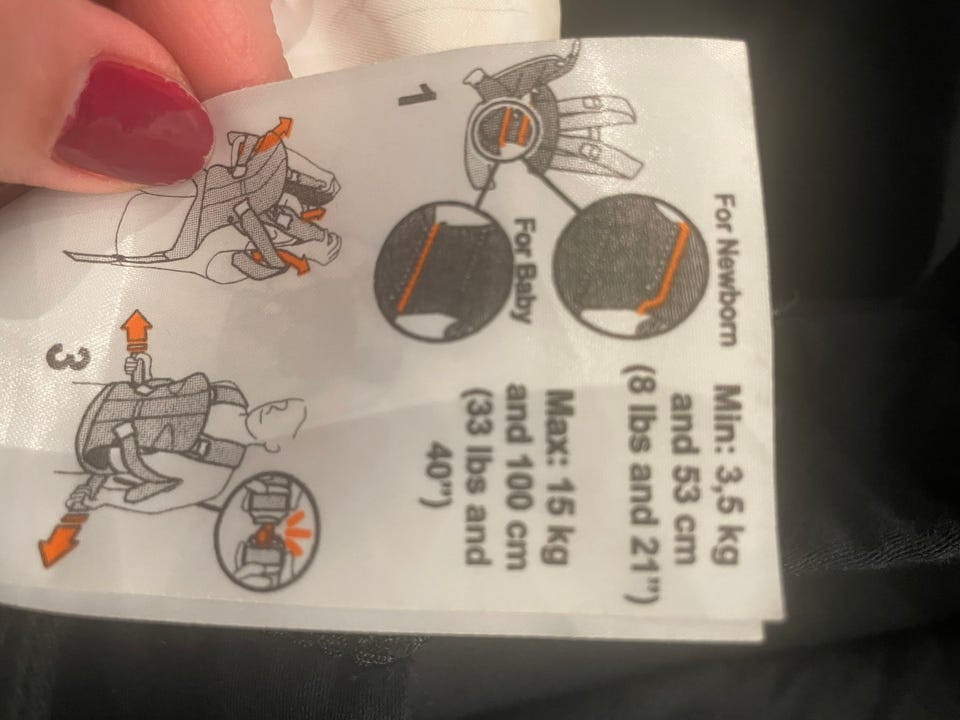 1
For Newborn
Min: 3,5 kg
and 53 cm
(8 lbs and 21”)
For Baby
Max: 15 kg
and 100 cm
(33 lbs and
40”)
3